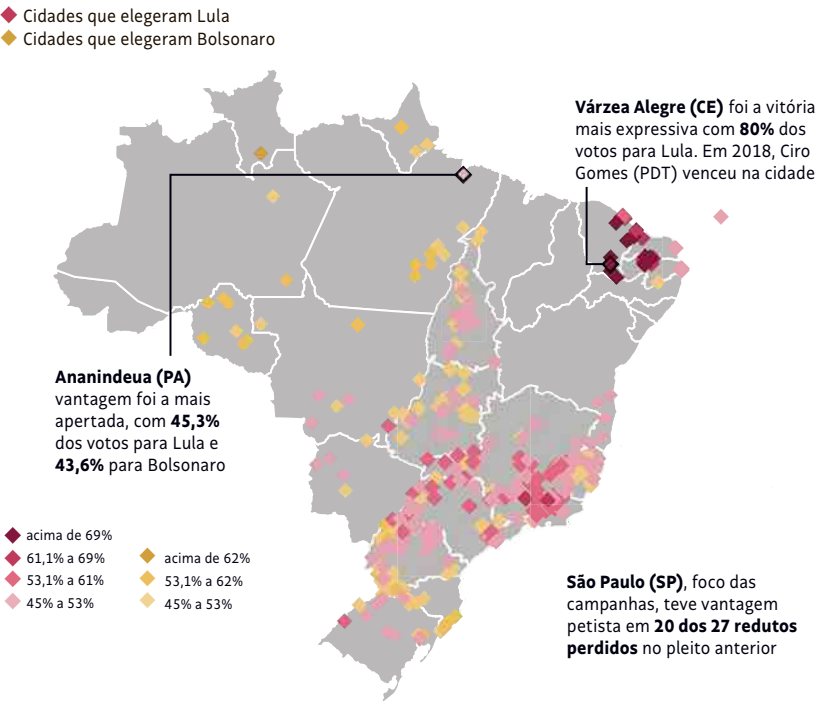 Cidades que elegeram Lula
Cidades que elegeram Bolsonaro
Várzea Alegre (CE) foi a vitória
mais expressiva com 80% dos
votos para Lula. Em 2018, Ciro
Gomes (PDT) venceu na cidade
Ananindeua (PA)
vantagem foi a mais
apertada, com 45,3%
dos votos para Lula e
43,6% para Bolsonaro
acima de 69%
61,1% a 69%
53,1% a 61%
45% a 53%
acima de 62%
53,1% a 62%
45% a 53%
São Paulo (SP), foco das
campanhas, teve vantagem
petista em 20 dos 27 redutos
perdidos no pleito anterior